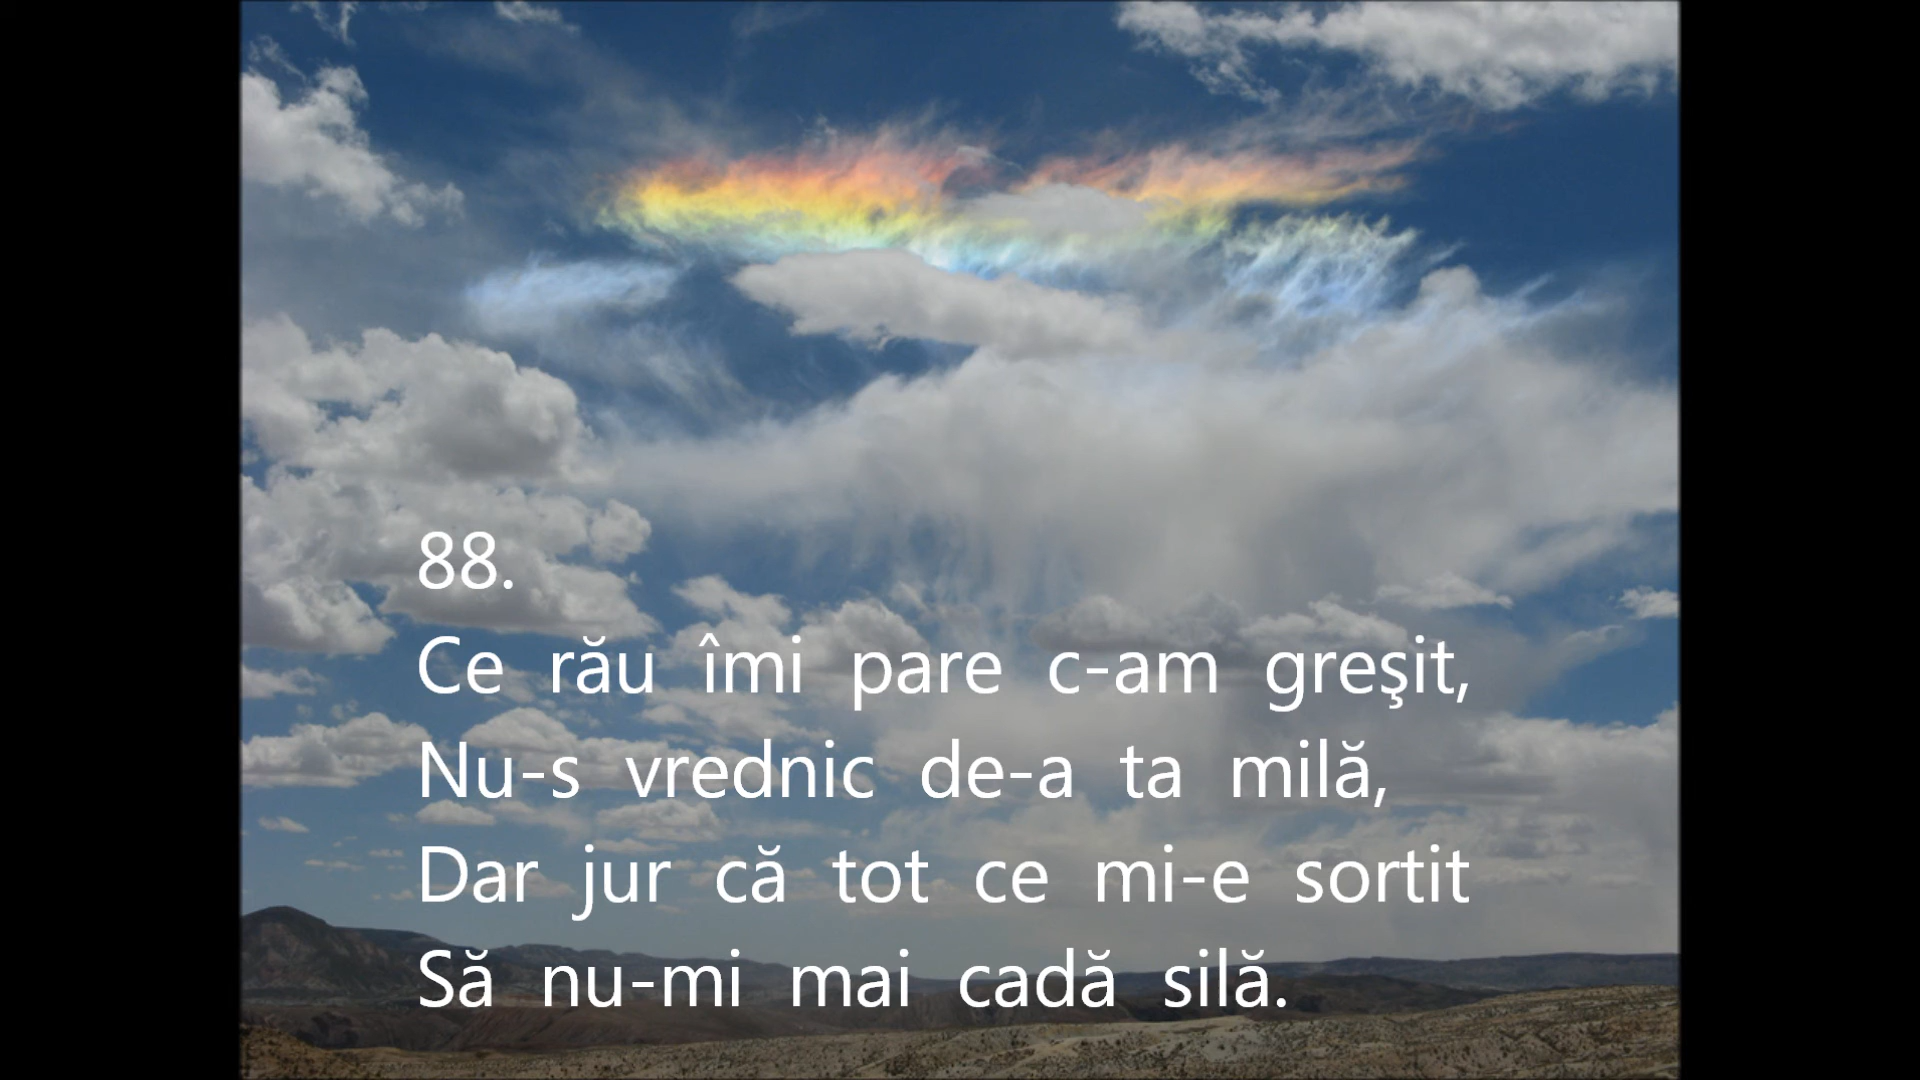 88.
Ce rău îmi pare c-am greşit,
Nu-s vrednic de-a ta milă,
Dar jur că tot ce mi-e sortit
Să nu-mi mai cadă silă.